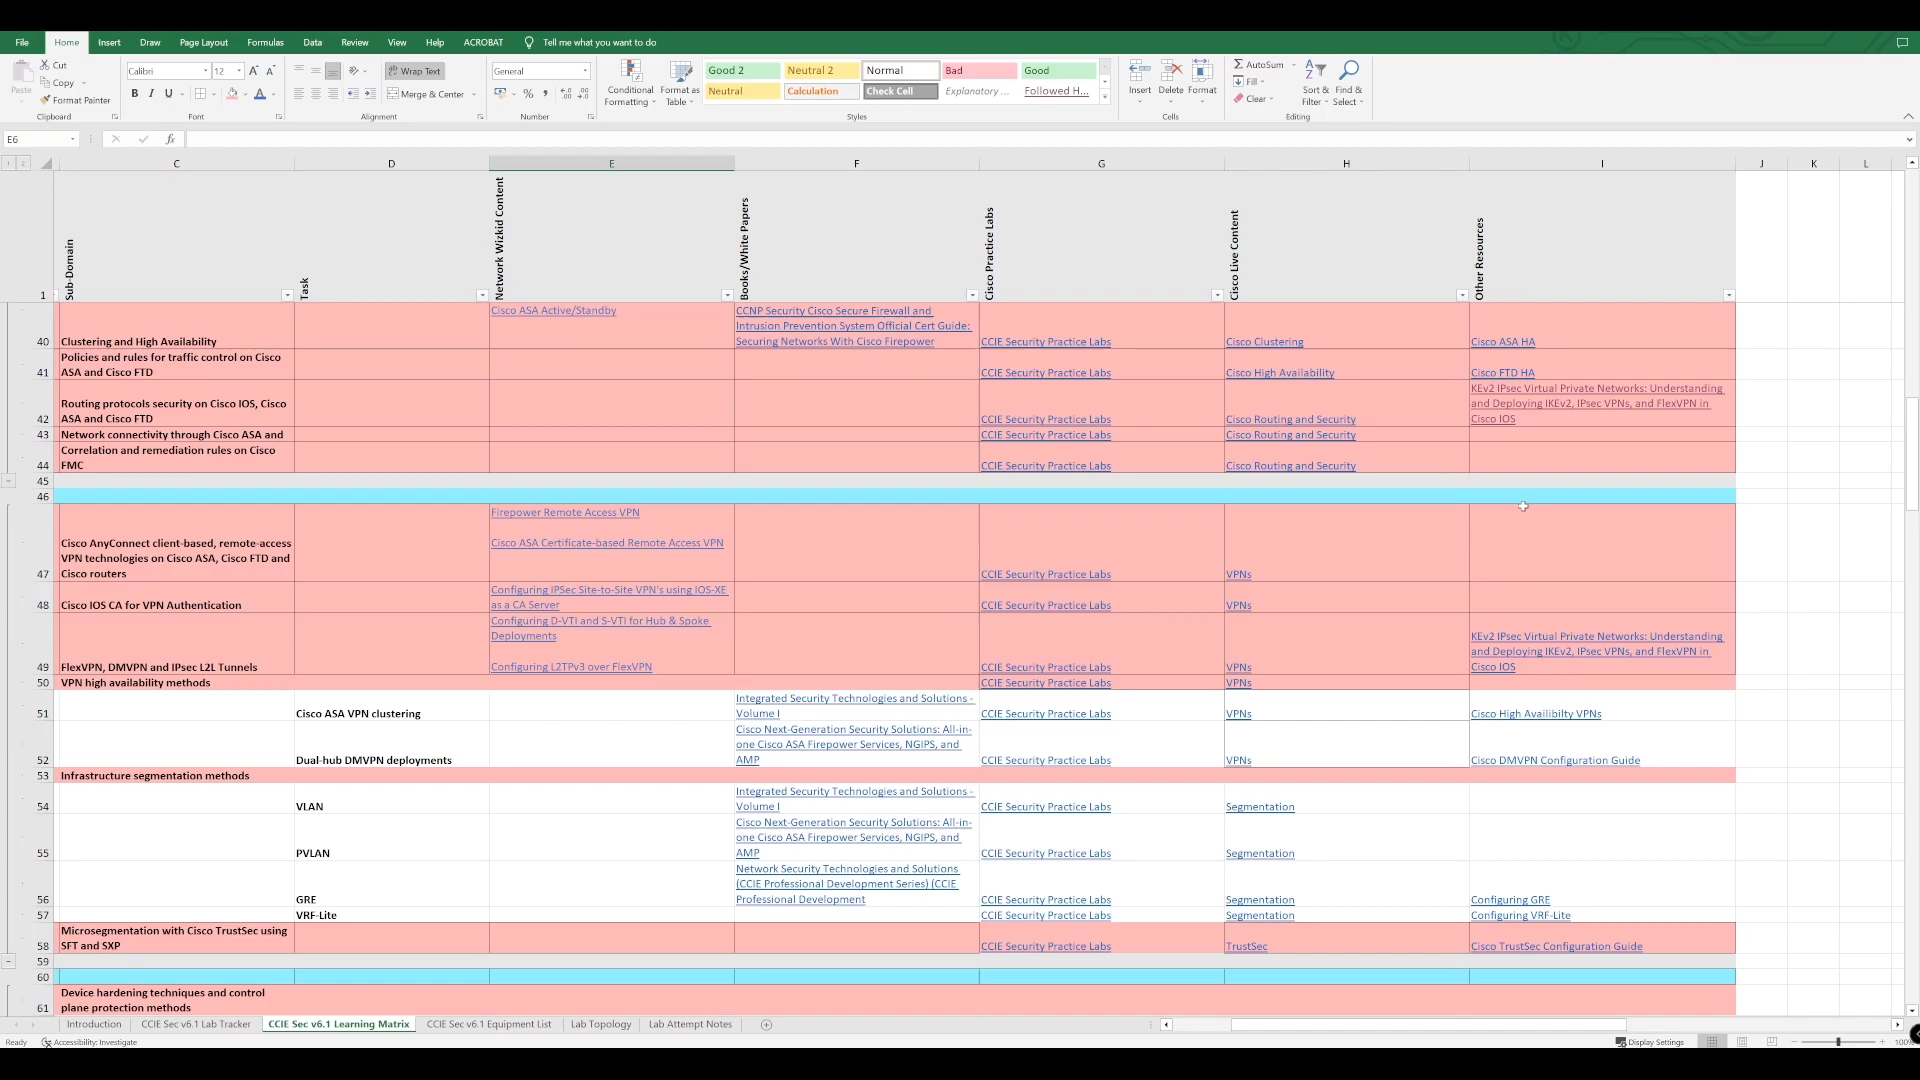 File Home Insert Draw Page Layout Formulas Data Review View Help ACROBAT Tell me what you want to do
Paste
Cut
Copy
Format Painter
Clipboard
Calibri 12
B I U
Font
Wrap Text
Merge & Center
Alignment
General
Number
Conditional Formatting
Format as Table
Good 2 Neutral 2 Normal Bad Good
Neutral Calculation Check Cell Explanatory ... Followed H...
Styles
Insert Delete Format
Cells
AutoSum
Fill
Clear
Sort & Filter
Find & Select
Editing
E6 fx
1 2 C D E F G H I J K L
1 Sub-Domain Task Network Wizkid Content Books/White Papers Cisco Practice Labs Cisco Live Content Other Resources
Cisco ASA Active/Standby
CCNP Security Cisco Secure Firewall and
Intrusion Prevention System Official Cert Guide:
40 Clustering and High Availability Securing Networks With Cisco Firepower CCIE Security Practice Labs Cisco Clustering Cisco ASA HA
Policies and rules for traffic control on Cisco
41 ASA and Cisco FTD CCIE Security Practice Labs Cisco High Availability Cisco FTD HA
KEv2 IPsec Virtual Private Networks: Understanding
Routing protocols security on Cisco IOS, Cisco and Deploying IKEv2, IPsec VPNs, and FlexVPN in
42 ASA and Cisco FTD CCIE Security Practice Labs Cisco Routing and Security Cisco IOS
43 Network connectivity through Cisco ASA and CCIE Security Practice Labs Cisco Routing and Security
Correlation and remediation rules on Cisco
44 FMC CCIE Security Practice Labs Cisco Routing and Security
45
46
Firepower Remote Access VPN
Cisco AnyConnect client-based, remote-access Cisco ASA Certificate-based Remote Access VPN
VPN technologies on Cisco ASA, Cisco FTD and
47 Cisco routers CCIE Security Practice Labs VPNs
Configuring IPSec Site-to-Site VPN's using IOS-XE
48 Cisco IOS CA for VPN Authentication as a CA Server CCIE Security Practice Labs VPNs
Configuring D-VTI and S-VTI for Hub & Spoke
Deployments KEv2 IPsec Virtual Private Networks: Understanding
and Deploying IKEv2, IPsec VPNs, and FlexVPN in
49 FlexVPN, DMVPN and IPsec L2L Tunnels Configuring L2TPv3 over FlexVPN CCIE Security Practice Labs VPNs Cisco IOS
50 VPN high availability methods CCIE Security Practice Labs VPNs
Integrated Security Technologies and Solutions -
51 Cisco ASA VPN clustering Volume I CCIE Security Practice Labs VPNs Cisco High Availibilty VPNs
Cisco Next-Generation Security Solutions: All-in-
one Cisco ASA Firepower Services, NGIPS, and
52 Dual-hub DMVPN deployments AMP CCIE Security Practice Labs VPNs Cisco DMVPN Configuration Guide
53 Infrastructure segmentation methods
Integrated Security Technologies and Solutions -
54 VLAN Volume I CCIE Security Practice Labs Segmentation
Cisco Next-Generation Security Solutions: All-in-
one Cisco ASA Firepower Services, NGIPS, and
55 PVLAN AMP CCIE Security Practice Labs Segmentation
Network Security Technologies and Solutions
(CCIE Professional Development Series) (CCIE
56 GRE Professional Development CCIE Security Practice Labs Segmentation Configuring GRE
57 VRF-Lite CCIE Security Practice Labs Segmentation Configuring VRF-Lite
Microsegmentation with Cisco TrustSec using
58 SFT and SXP CCIE Security Practice Labs TrustSec Cisco TrustSec Configuration Guide
59
60
Device hardening techniques and control
61 plane protection methods
Introduction CCIE Sec v6.1 Lab Tracker CCIE Sec v6.1 Learning Matrix CCIE Sec v6.1 Equipment List Lab Topology Lab Attempt Notes
Ready Accessibility: Investigate Display Settings 100%